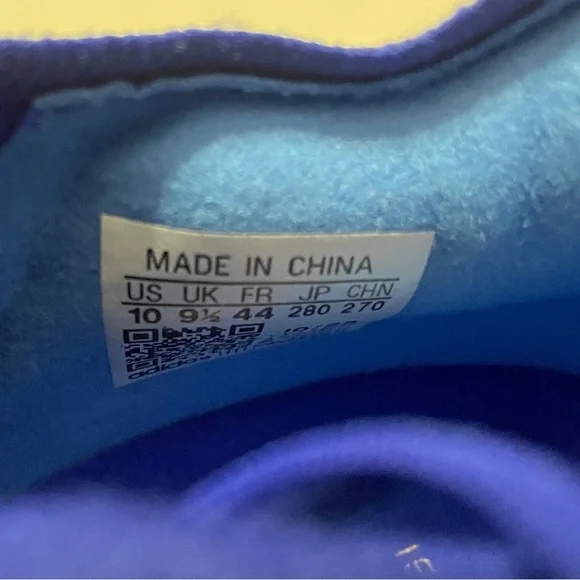 MADE IN CHINA
US UK FR JP CHN
10 9½ 44 280 270